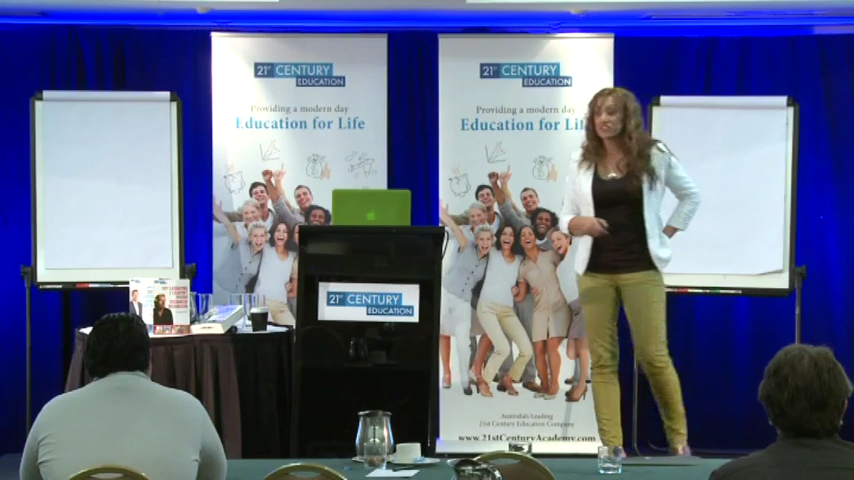 21ST CENTURY
EDUCATION
Providing a modern day
Education for Life
21ST CENTURY
EDUCATION
Providing a modern day
Education for Lif
Australia's Leading
21st Century Education Company
www.21stCenturyAcademy.com
21ST CENTURY
EDUCATION